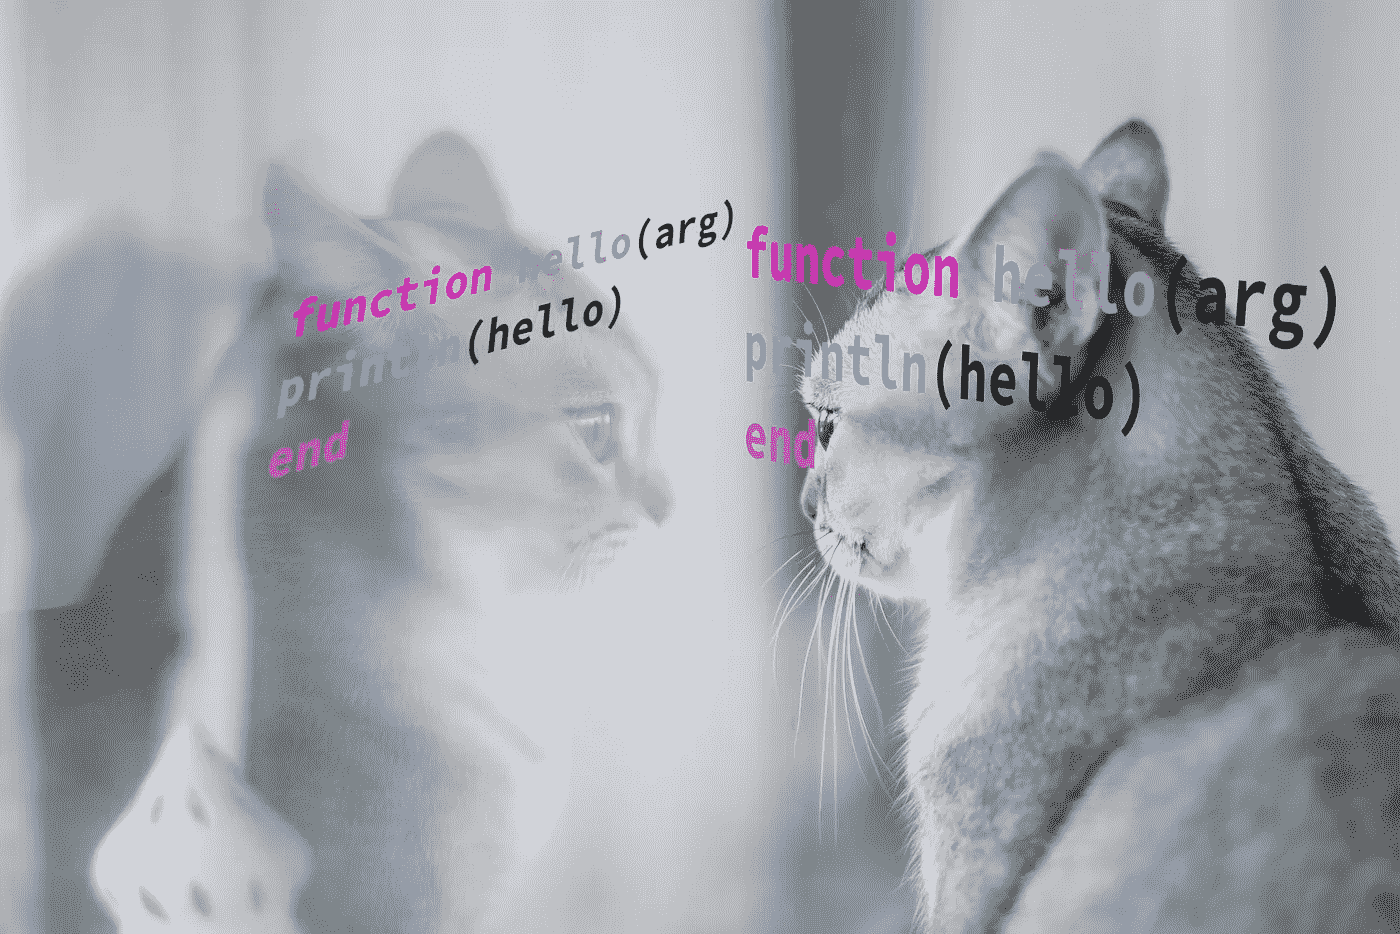 function hello(arg)
println(hello)
end
function hello(arg)
println(hello)
end